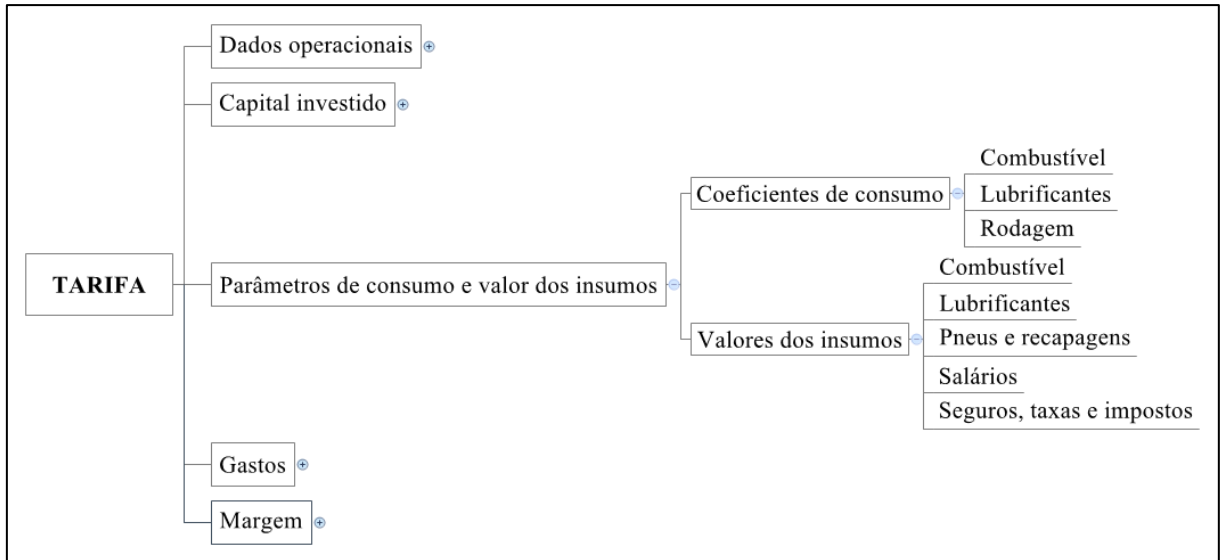 TARIFA
Dados operacionais
Capital investido
Parâmetros de consumo e valor dos insumos
Coeficientes de consumo
Combustível
Lubrificantes
Rodagem
Valores dos insumos
Combustível
Lubrificantes
Pneus e recapagens
Salários
Seguros, taxas e impostos
Gastos
Margem